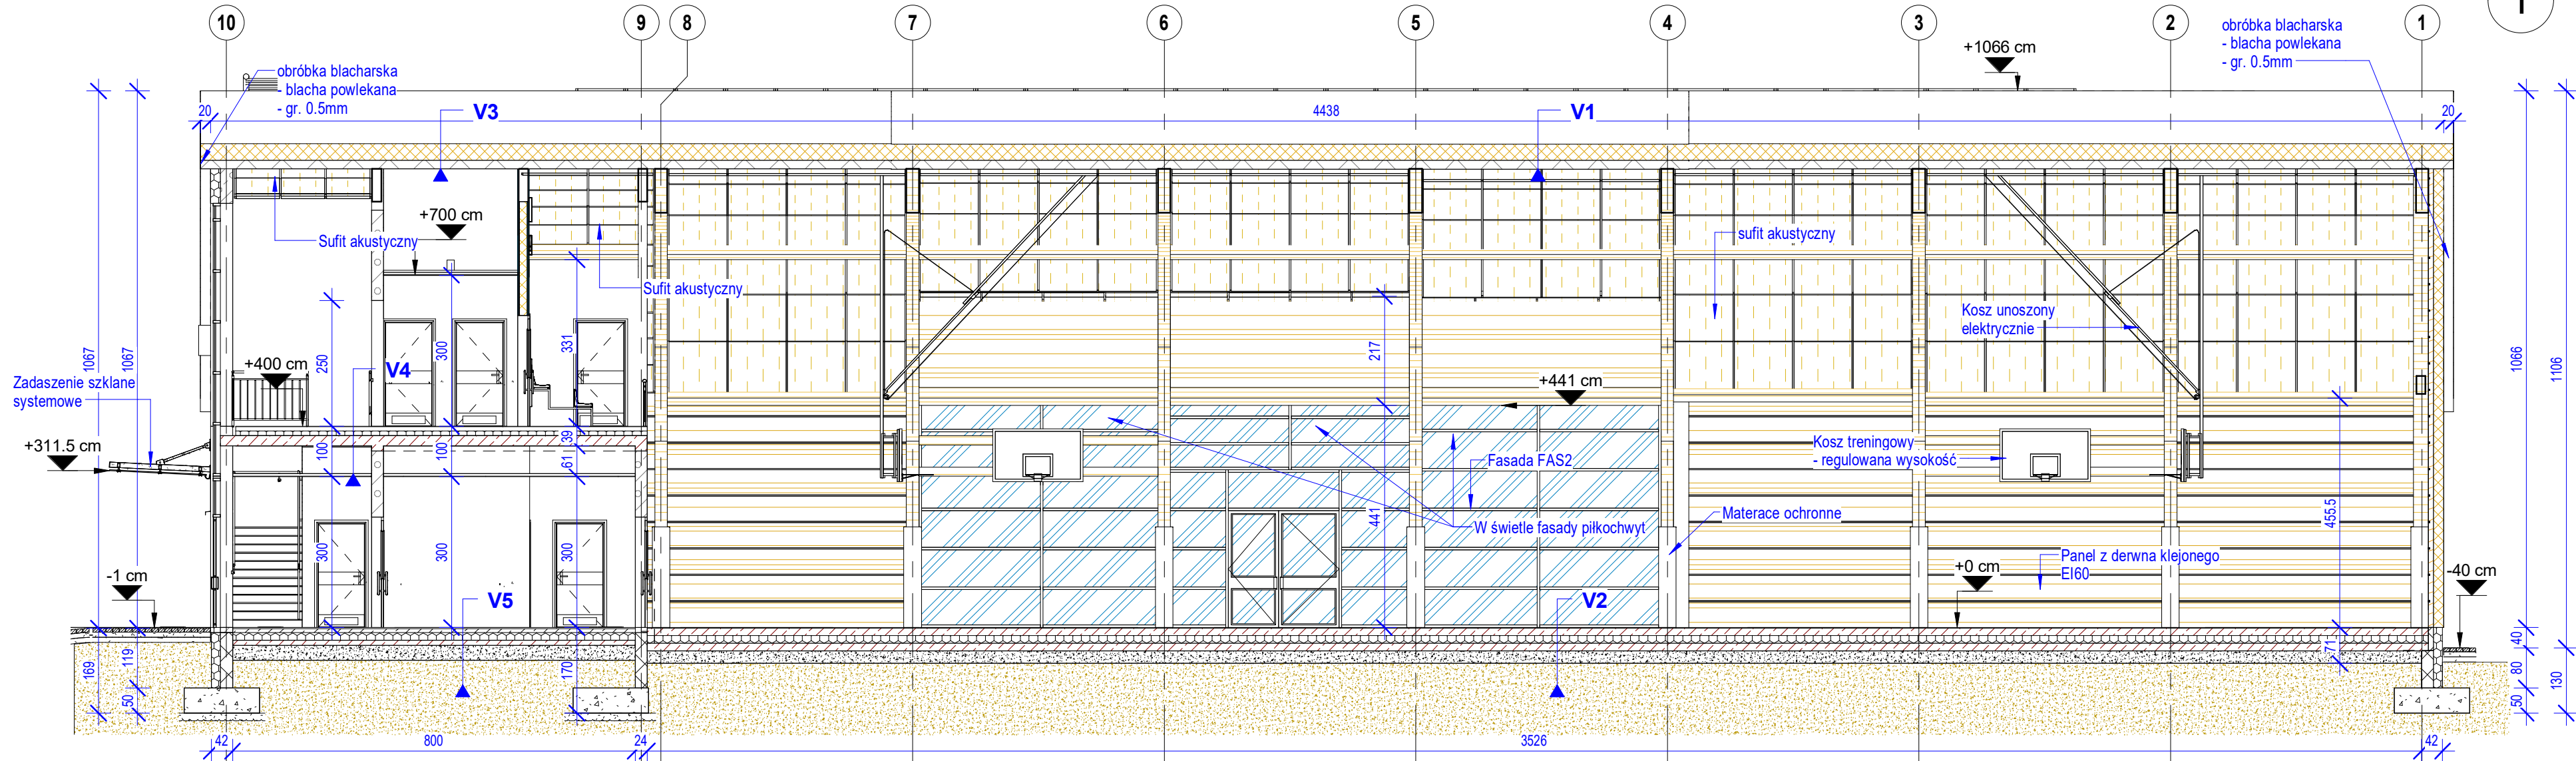 10
9
8
7
6
5
4
3
2
1
1
obróbka blacharska
- blacha powlekana
- gr. 0.5mm
+1066 cm
obróbka blacharska
- blacha powlekana
- gr. 0.5mm
20
V3
4438
V1
20
+700 cm
Sufit akustyczny
Sufit akustyczny
sufit akustyczny
Kosz unoszony
elektrycznie
1067
1067
250
300
331
217
1066
1106
+400 cm
V4
Zadaszenie szklane
systemowe
+441 cm
+311.5 cm
100
100
39
61
Kosz treningowy
- regulowana wysokość
Fasada FAS2
441
W świetle fasady piłkochwyt
Materace ochronne
455.5
300
300
300
Panel z derwna klejonego
EI60
-1 cm
+0 cm
-40 cm
V5
V2
169
119
50
170
71
40
80
50
130
42
800
24
3526
42